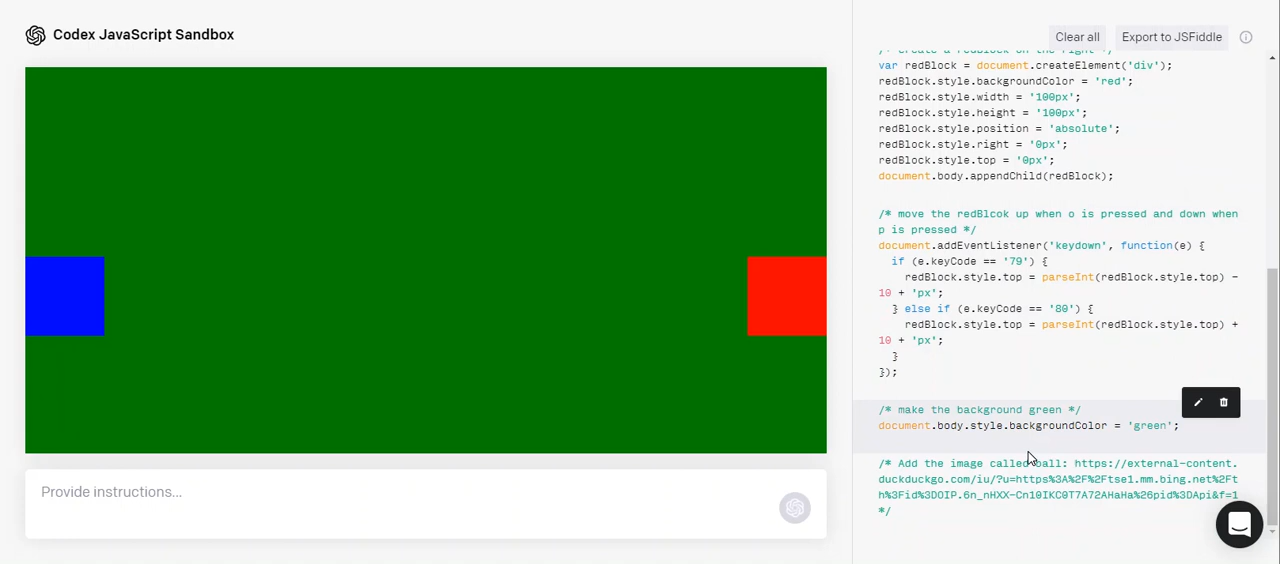 Codex JavaScript Sandbox
Clear all
Export to JSFiddle
/* create a redBlock on the right */
var redBlock = document.createElement('div');
redBlock.style.backgroundColor = 'red';
redBlock.style.width = '100px';
redBlock.style.height = '100px';
redBlock.style.position = 'absolute';
redBlock.style.right = '0px';
redBlock.style.top = '0px';
document.body.appendChild(redBlock);
/* move the redBlcok up when o is pressed and down when
p is pressed */
document.addEventListener('keydown', function(e) {
if (e.keyCode == '79') {
redBlock.style.top = parseInt(redBlock.style.top) -
10 + 'px';
} else if (e.keyCode == '80') {
redBlock.style.top = parseInt(redBlock.style.top) +
10 + 'px';
}
});
/* make the background green */
document.body.style.backgroundColor = 'green';
/* Add the image called ball: https://external-content.
duckduckgo.com/iu/?u=https%3A%2F%2Ftse1.mm.bing.net%2Ft
h%3Fid%3DOIP.6n_nHXX-Cn10IKC0T7A72AHaHa%26pid%3DApi&f=1
*/
Provide instructions...